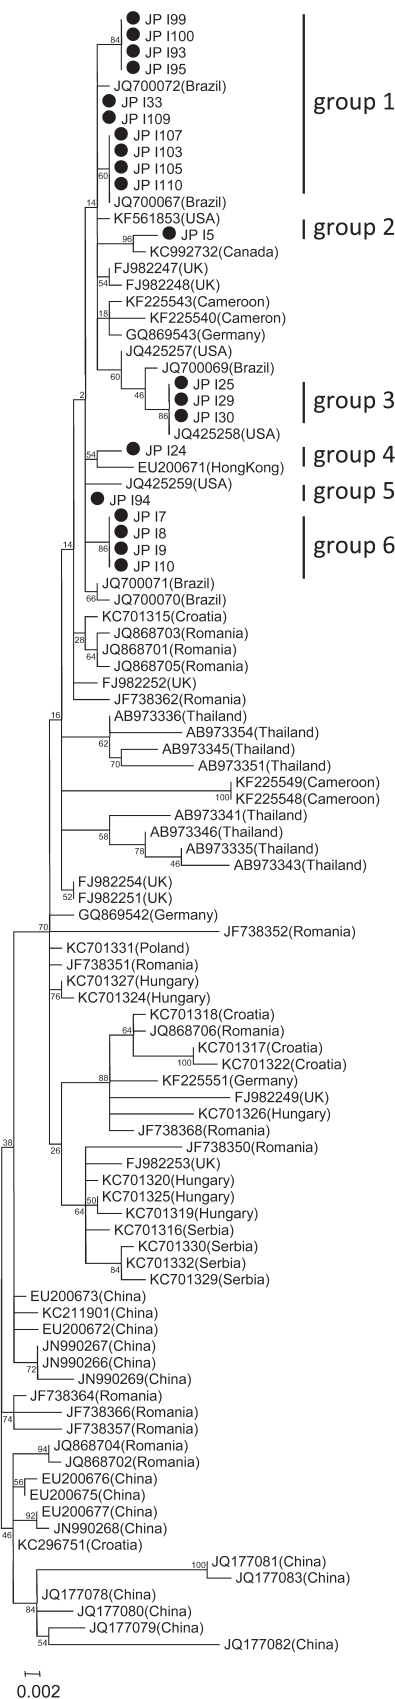 JP I99
84
JP I100
JP I93
JP I95
JQ700072(Brazil)
JP I33
group 1
JP I109
JP I107
JP I103
JP I105
60
JP I110
JQ700067(Brazil)
14
KF561853(USA)
group 2
96
JP I5
KC992732(Canada)
FJ982247(UK)
54
FJ982248(UK)
KF225543(Cameroon)
18
KF225540(Cameron)
GQ869543(Germany)
JQ425257(USA)
JQ700069(Brazil)
60
JP I25
46
JP I29
group 3
86
JP I30
2
JQ425258(USA)
54
JP I24
group 4
EU200671(HongKong)
JQ425259(USA)
group 5
JP I94
JP I7
JP I8
14
86
JP I9
group 6
JP I10
JQ700071(Brazil)
66
JQ700070(Brazil)
KC701315(Croatia)
28
JQ868703(Romania)
64
JQ868701(Romania)
JQ868705(Romania)
FJ982252(UK)
JF738362(Romania)
16
AB973336(Thailand)
AB973354(Thailand)
62
AB973345(Thailand)
70
AB973351(Thailand)
KF225549(Cameroon)
100
KF225548(Cameroon)
AB973341(Thailand)
58
AB973346(Thailand)
78
AB973335(Thailand)
46
AB973343(Thailand)
FJ982254(UK)
52
FJ982251(UK)
GQ869542(Germany)
70
JF738352(Romania)
KC701331(Poland)
JF738351(Romania)
KC701327(Hungary)
76
KC701324(Hungary)
KC701318(Croatia)
64
JQ868706(Romania)
KC701317(Croatia)
100
KC701322(Croatia)
88
KF225551(Germany)
FJ982249(UK)
KC701326(Hungary)
JF738368(Romania)
38
JF738350(Romania)
26
FJ982253(UK)
KC701320(Hungary)
50
KC701325(Hungary)
64
KC701319(Hungary)
KC701316(Serbia)
KC701330(Serbia)
84
KC701332(Serbia)
KC701329(Serbia)
EU200673(China)
KC211901(China)
EU200672(China)
JN990267(China)
72
JN990266(China)
JN990269(China)
JF738364(Romania)
74
JF738366(Romania)
JF738357(Romania)
94
JQ868704(Romania)
JQ868702(Romania)
56
EU200676(China)
EU200675(China)
92
EU200677(China)
JN990268(China)
46
KC296751(Croatia)
100
JQ177081(China)
JQ177083(China)
JQ177078(China)
84
JQ177080(China)
JQ177079(China)
54
JQ177082(China)
0.002